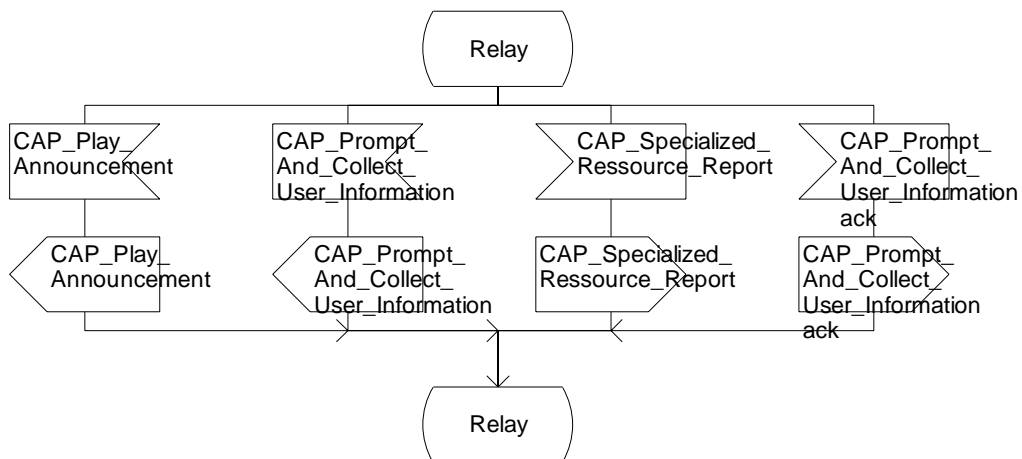 Relay
CAP_Play_
Announcement
CAP_Prompt_
And_Collect_
User_Information
CAP_Specialized_
Ressource_Report
CAP_Prompt_
And_Collect_
User_Information
ack
CAP_Play_
Announcement
CAP_Prompt_
And_Collect_
User_Information
CAP_Specialized_
Ressource_Report
CAP_Prompt_
And_Collect_
User_Information
ack
Relay